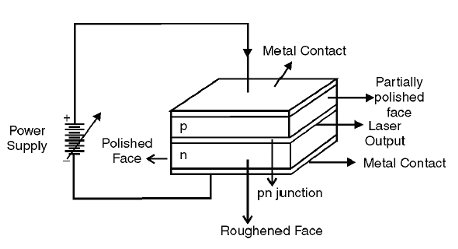 Metal Contact
Partially
polished
face
Laser
Output
Metal Contact
+
Power
Supply
−
Polished
Face
p
n
pn junction
Roughened Face